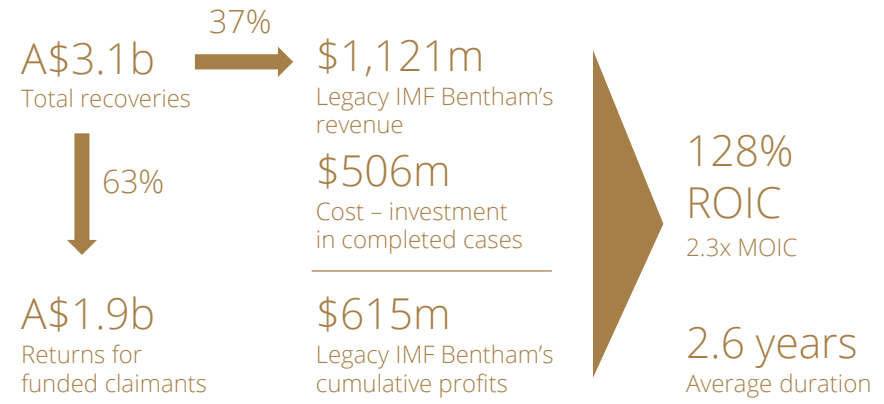 37%
A$3.1b
Total recoveries
$1,121m
Legacy IMF Bentham's
revenue
63%
$506m
Cost – investment
in completed cases
A$1.9b
Returns for
funded claimants
$615m
Legacy IMF Bentham's
cumulative profits
128%
ROIC
2.3x MOIC
2.6 years
Average duration